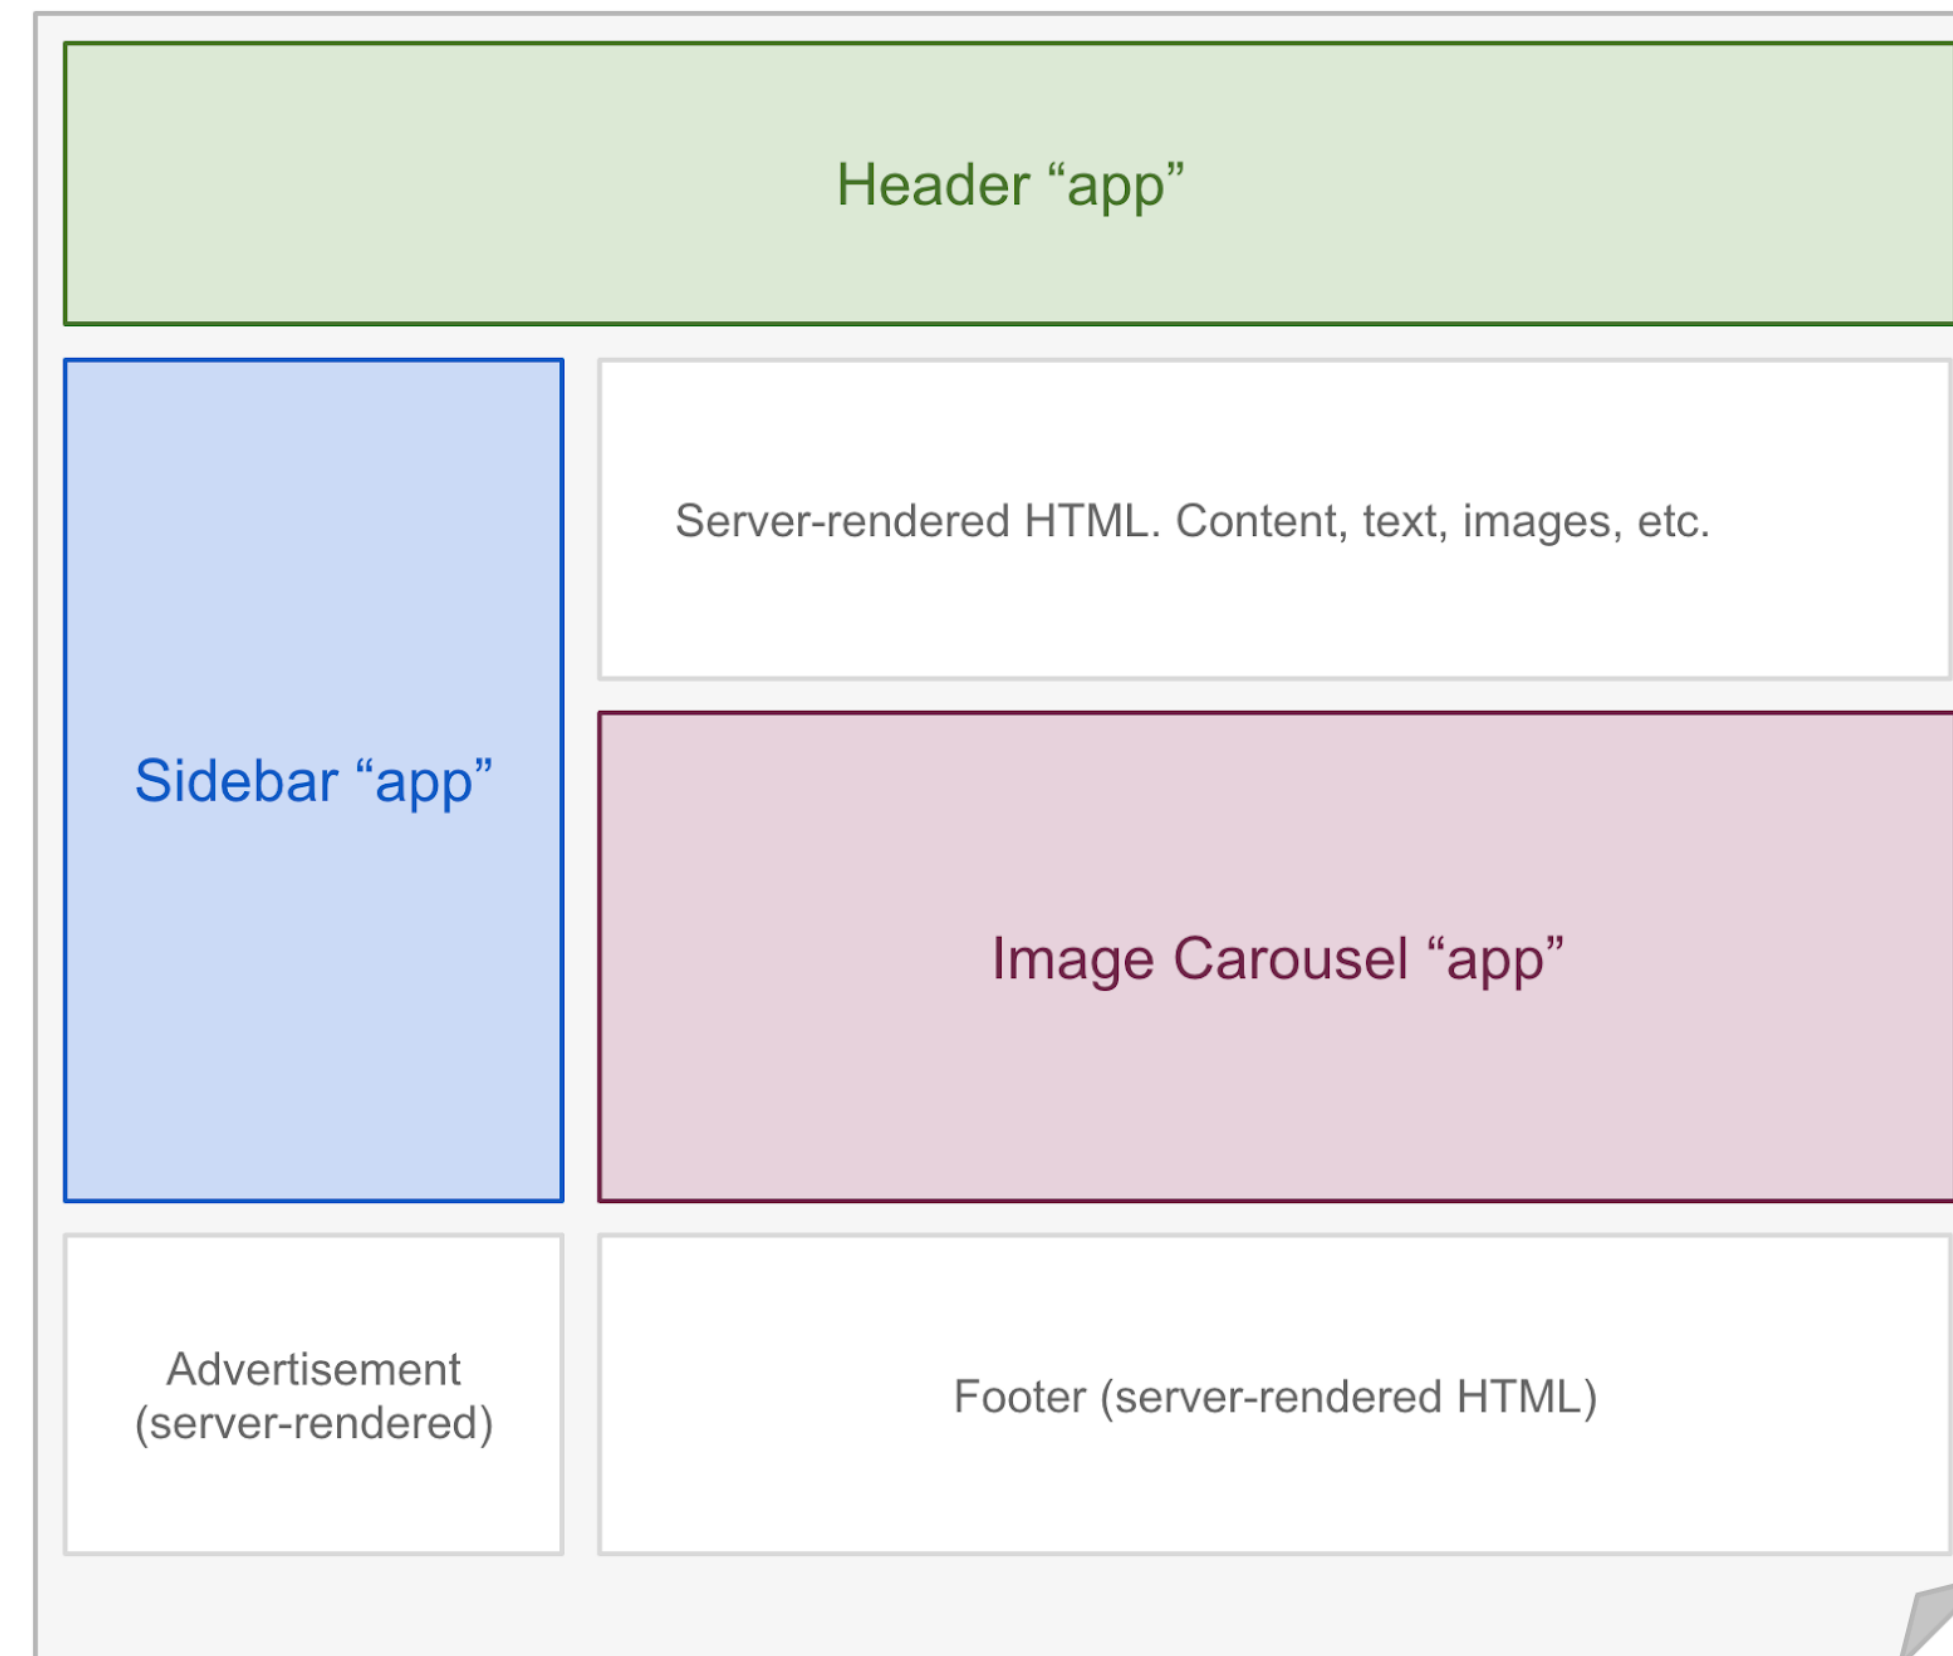 Header “app”
Server-rendered HTML. Content, text, images, etc.
Sidebar “app”
Image Carousel “app”
Advertisement
(server-rendered)
Footer (server-rendered HTML)